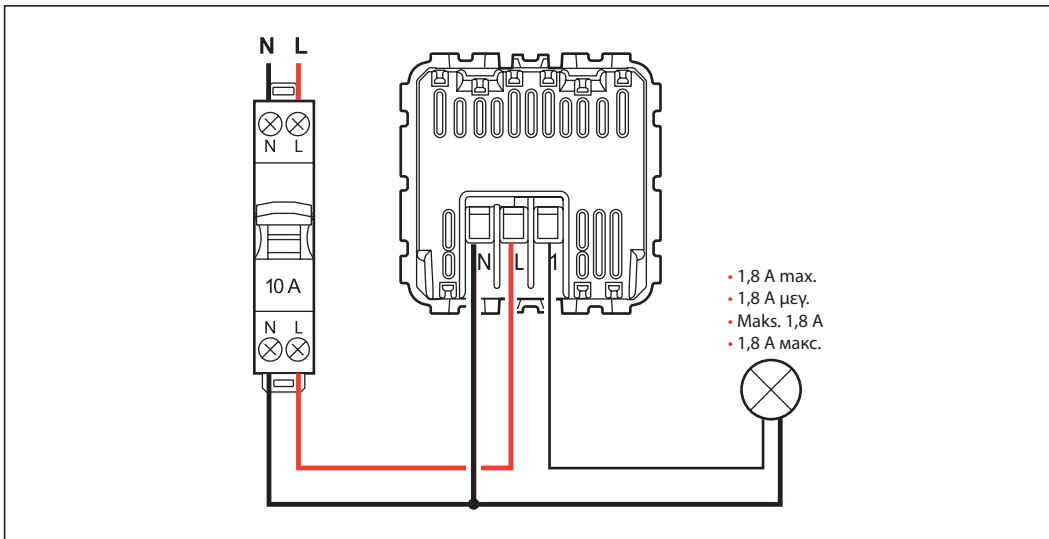 N L
N L
10 A
N L
N L 1
• 1,8 A max.
• 1,8 A μεγ.
• Maks. 1,8 A
• 1,8 A макс.